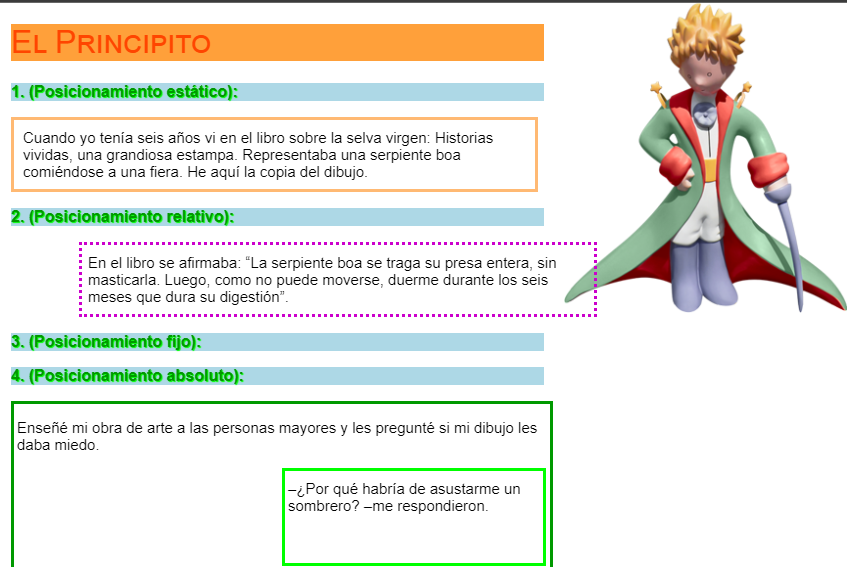 El Principito
1. (Posicionamiento estático):
Cuando yo tenía seis años vi en el libro sobre la selva virgen: Historias
vividas, una grandiosa estampa. Representaba una serpiente boa
comiéndose a una fiera. He aquí la copia del dibujo.
2. (Posicionamiento relativo):
En el libro se afirmaba: “La serpiente boa se traga su presa entera, sin
masticarla. Luego, como no puede moverse, duerme durante los seis
meses que dura su digestión”.
3. (Posicionamiento fijo):
4. (Posicionamiento absoluto):
Enseñé mi obra de arte a las personas mayores y les pregunté si mi dibujo les
daba miedo.
–¿Por qué habría de asustarme un
sombrero? –me respondieron.